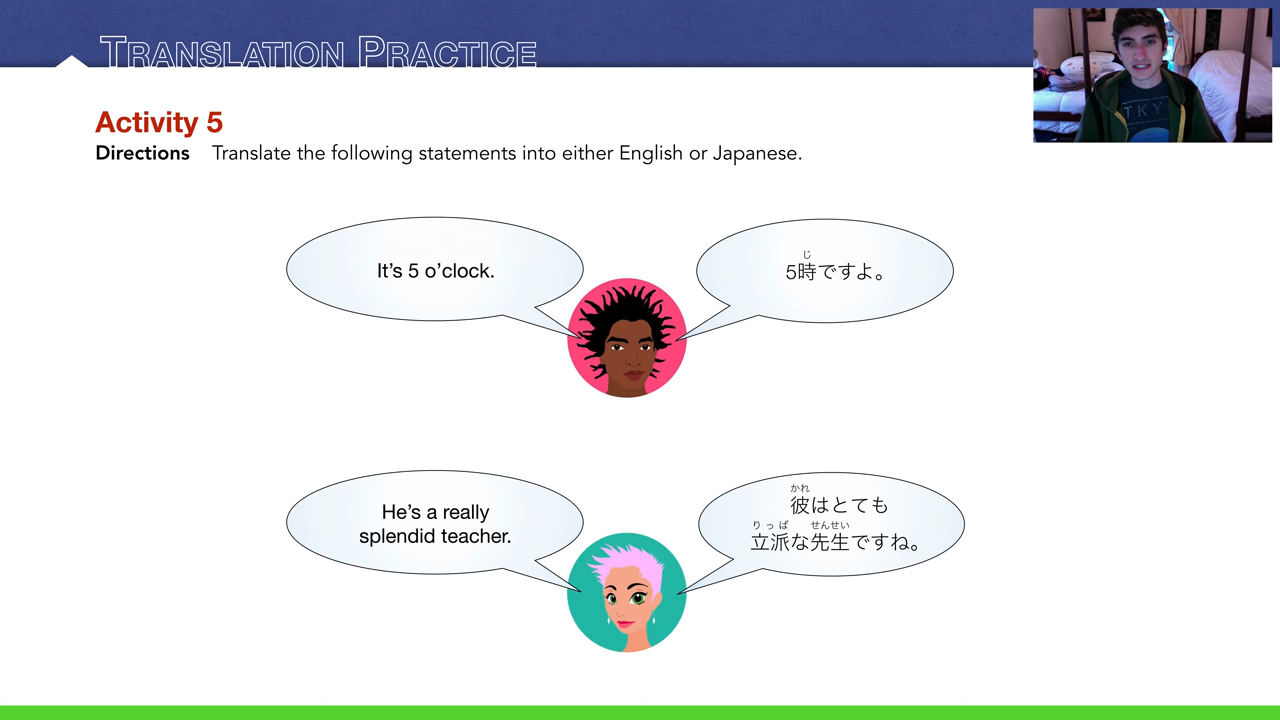 TRANSLATION PRACTICE
Activity 5
Directions Translate the following statements into either English or Japanese.
It's 5 o'clock.
じ
5時ですよ。
He's a really
splendid teacher.
かれ
彼はとても
りっぱ せんせい
立派な先生ですね。
TKY